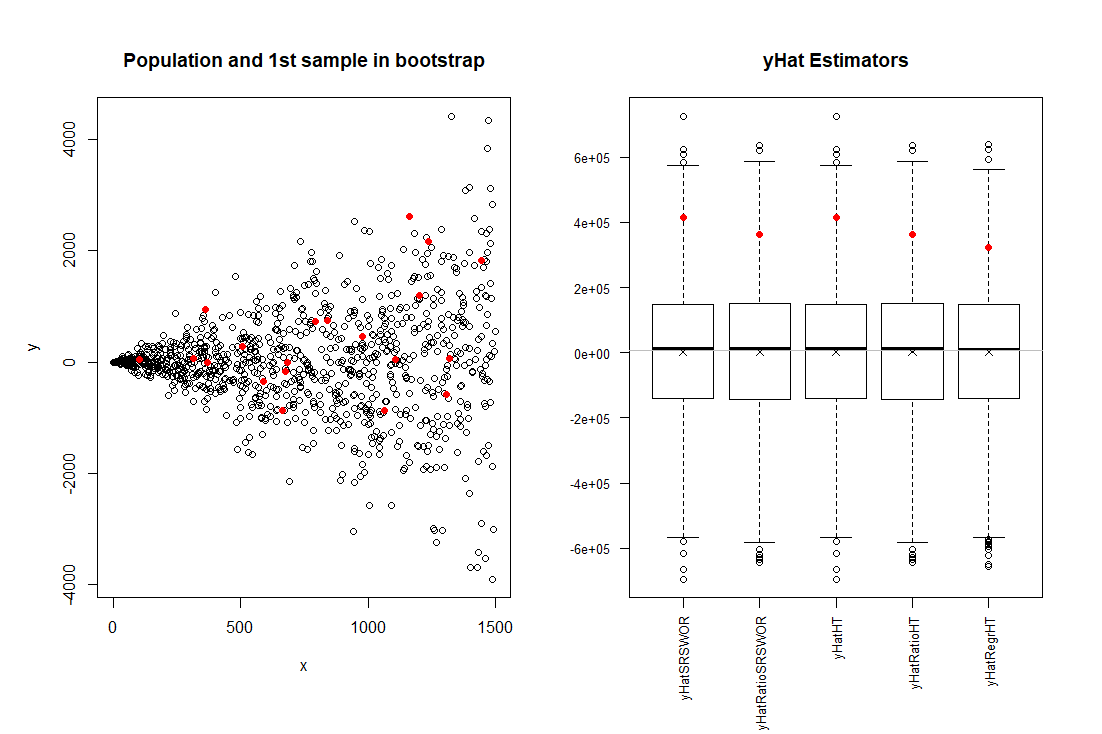 Population and 1st sample in bootstrap
y
4000
2000
0
-2000
-4000
0
500
1000
1500
x
yHat Estimators
6e+05
4e+05
2e+05
0e+00
-2e+05
-4e+05
-6e+05
yHatSRSWOR
yHatRatioSRSWOR
yHatHT
yHatRatioHT
yHatRegrHT